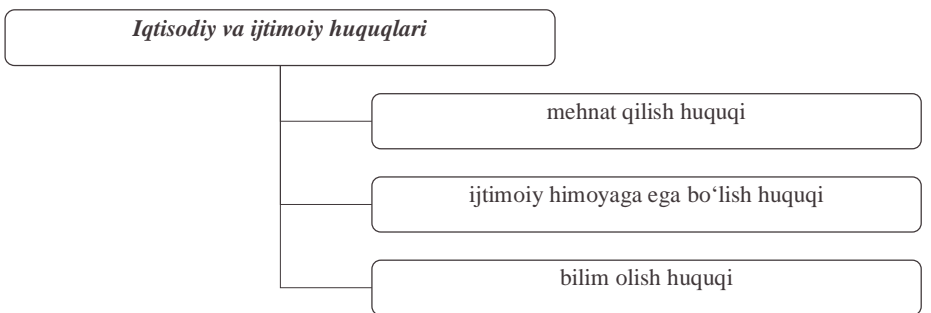 Iqtisodiy va ijtimoiy huquqlari
mehnat qilish huquqi
ijtimoiy himoyaga ega bo‘lish huquqi
bilim olish huquqi